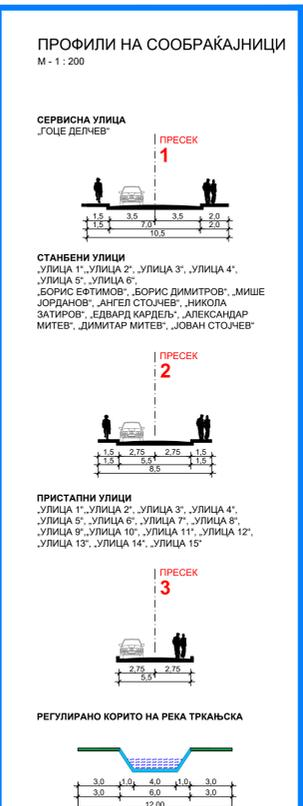 ПРОФИЛИ НА СООБРАЌАЈНИЦИ
М - 1 : 200
СЕРВИСНА УЛИЦА
„ГОЦЕ ДЕЛЧЕВ“
ПРЕСЕК
1
1,5 3,5 3,5 2,0
1,5 7,0 2,0
10,5
СТАНБЕНИ УЛИЦИ
„УЛИЦА 1“,„УЛИЦА 2“, „УЛИЦА 3“, „УЛИЦА 4“,
„УЛИЦА 5“, „УЛИЦА 6“,
„БОРИС ЕФТИМОВ“, „БОРИС ДИМИТРОВ“, „МИШЕ
ЈОРДАНОВ“, „АНГЕЛ СТОЈЧЕВ“, „НИКОЛА
ЗАТИРОВ“, „ЕДВАРД КАРДЕЉ“, „АЛЕКСАНДАР
МИТЕВ“, „ДИМИТАР МИТЕВ“, „ЈОВАН СТОЈЧЕВ“
ПРЕСЕК
2
1,5 2,75 2,75 1,5
1,5 5,5 1,5
8,5
ПРИСТАПНИ УЛИЦИ
„УЛИЦА 1“,„УЛИЦА 2“, „УЛИЦА 3“, „УЛИЦА 4“,
„УЛИЦА 5“, „УЛИЦА 6“, „УЛИЦА 7“, „УЛИЦА 8“,
„УЛИЦА 9“,„УЛИЦА 10“, „УЛИЦА 11“, „УЛИЦА 12“,
„УЛИЦА 13“, „УЛИЦА 14“, „УЛИЦА 15“
ПРЕСЕК
3
2,75 2,75
5,5
РЕГУЛИРАНО КОРИТО НА РЕКА ТРКАЊСКА
3,0 1,0 4,0 1,0 3,0
3,0 6,0 3,0
12,00